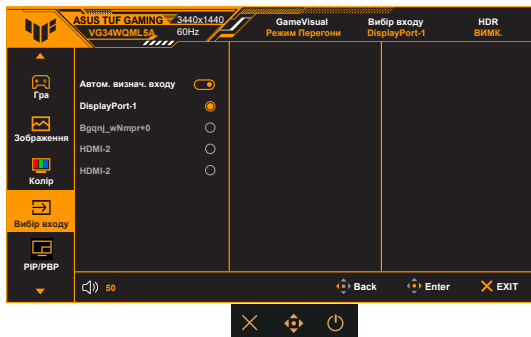 ASUS TUF GAMING
VG34WQML5A
3440x1440
60Hz
GameVisual
Режим Перегони
Вибір входу
DisplayPort-1
HDR
ВИМК.
Гра
Зображення
Колір
Вибір входу
PIP/PBP
Автом. визнач. входу
DisplayPort-1
Bgqnj_wNmpr+0
HDMI-2
HDMI-2
50
Back
Enter
EXIT